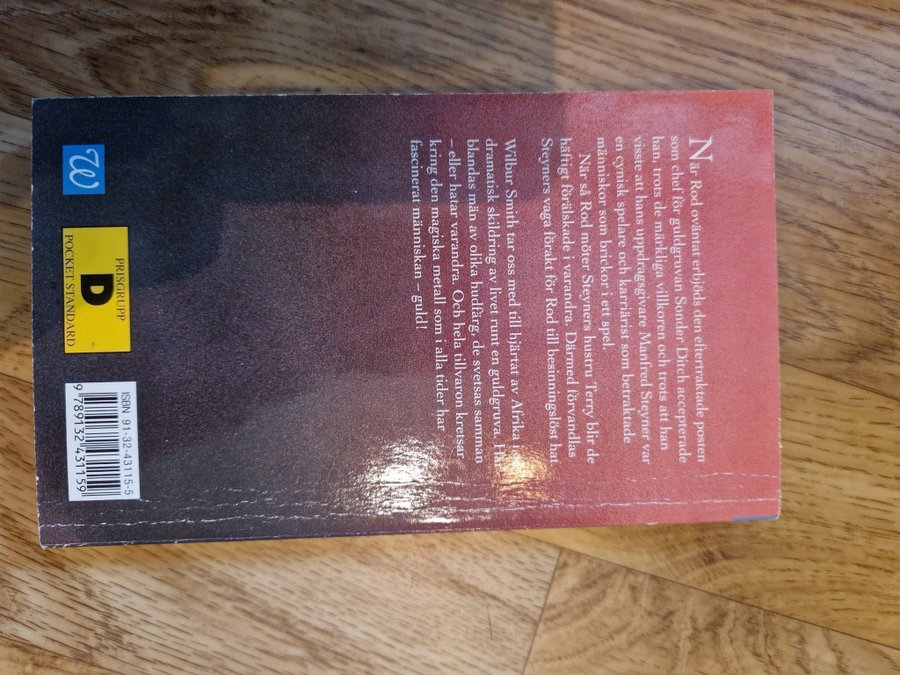 När Rod oväntat erbjöds den eftertraktade posten
som chef för guldgruvan Sonder Ditch accepterade
han, trots de märkliga villkoren och trots att han
visste att hans uppdragsgivare Manfred Steyner var
en cynisk spelare och karriärist som betraktade
människor som brickor i ett spel.
När så Rod möter Steyners hustru Terry blir de
häftigt förälskade i varandra. Därmed förvandlas
Steyners vaga förakt för Rod till besinningslöst hat
Wilbur Smith tar oss med till hjärtat av Afrika i
dramatisk skildring av livet runt en guldgruva. Här
blandas män av olika hudfärg, de svetsas samman
– eller hatar varandra. Och hela tillvaron kretsar
kring den magiska metall som i alla tider har
fascinerat människan – guld!
W
PRISGRUPP
D
POCKET STANDARD
ISBN 91-32-43115-5
9 789132 431159